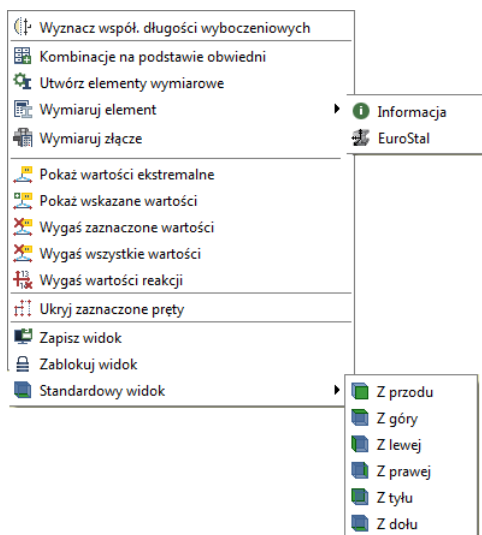 Wyznacz współ. długości wyboczeniowych
Kombinacje na podstawie obwiedni
Utwórz elementy wymiarowe
Wymiaruj element
Informacja
EuroStal
Wymiaruj złącze
Pokaż wartości ekstremalne
Pokaż wskazane wartości
Wygaś zaznaczone wartości
Wygaś wszystkie wartości
Wygaś wartości reakcji
Ukryj zaznaczone pręty
Zapisz widok
Zablokuj widok
Standardowy widok
Z przodu
Z góry
Z lewej
Z prawej
Z tyłu
Z dołu